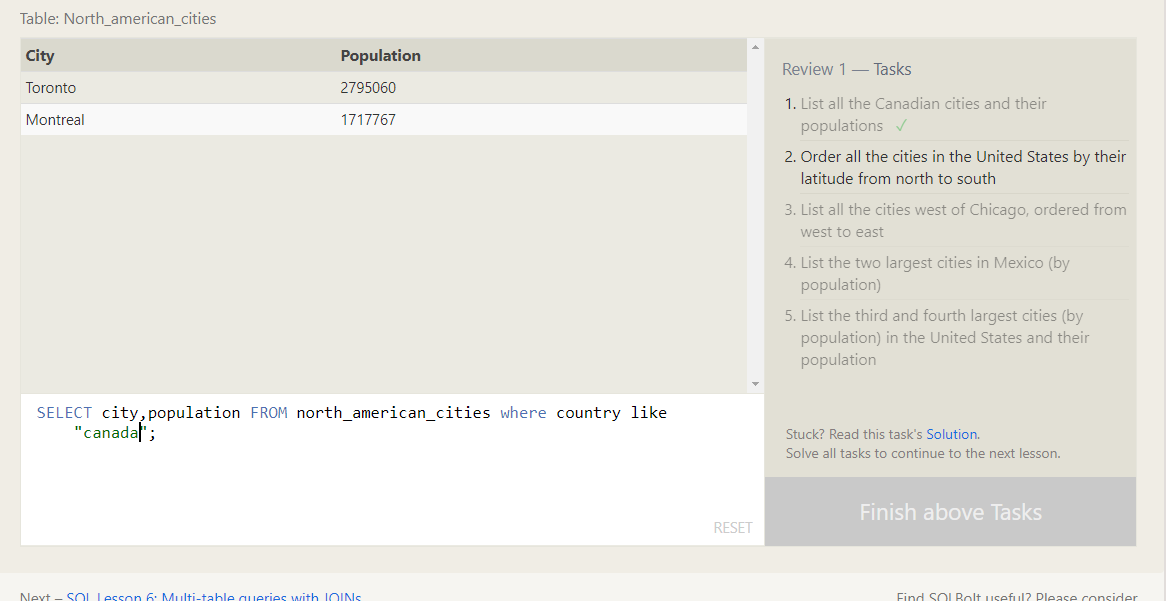 Table: North_american_cities
City Population
Toronto 2795060
Montreal 1717767
SELECT city,population FROM north_american_cities where country like
"canada";
RESET
Review 1 — Tasks
1. List all the Canadian cities and their
populations ✓
2. Order all the cities in the United States by their
latitude from north to south
3. List all the cities west of Chicago, ordered from
west to east
4. List the two largest cities in Mexico (by
population)
5. List the third and fourth largest cities (by
population) in the United States and their
population
Stuck? Read this task's Solution.
Solve all tasks to continue to the next lesson.
Finish above Tasks
Next – SQL Lesson 6: Multi-table queries with JOINs
Find SQLBolt useful? Please consider